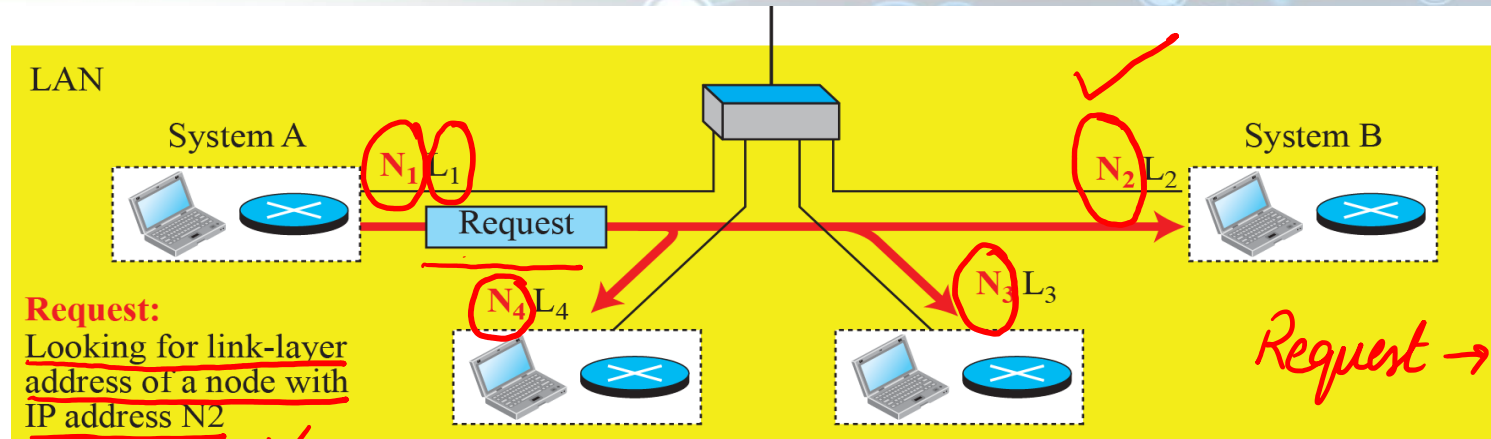 LAN
System A
System B
N₁ L₁
N₂ L₂
Request
N₄ L₄
N₃ L₃
Request:
Looking for link-layer
address of a node with
IP address N2
Request →